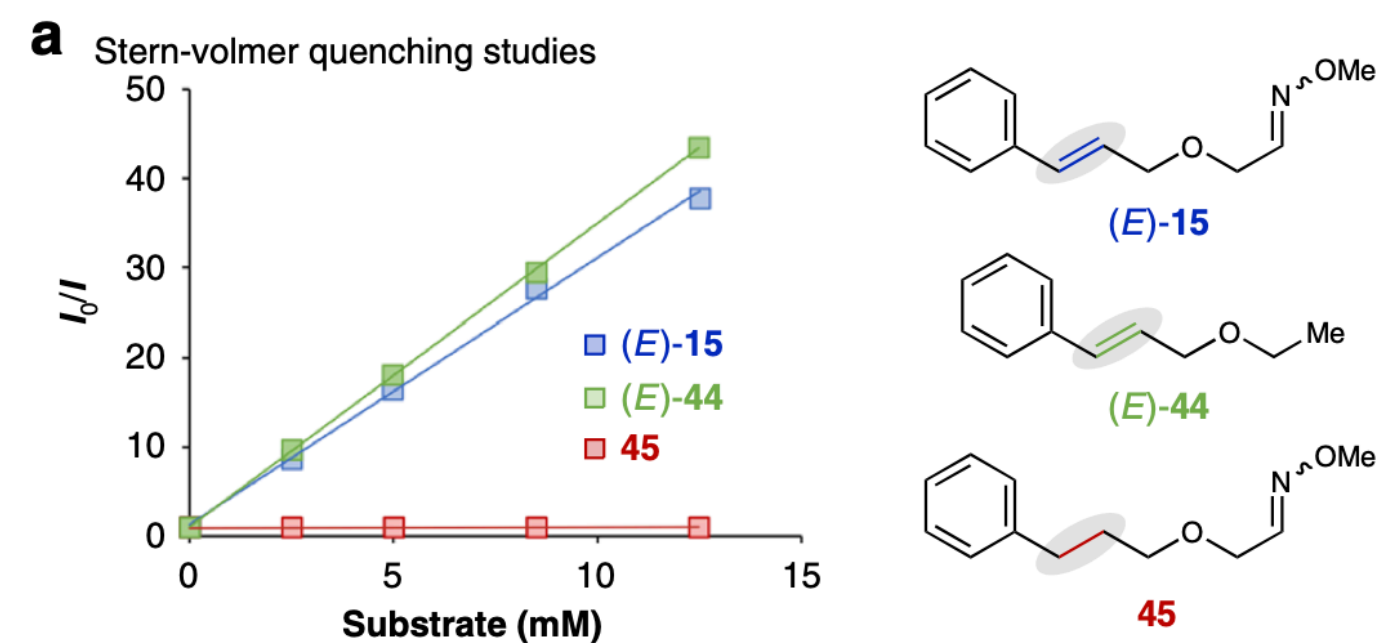 a Stern-volmer quenching studies
50
40
30
20
10
0
I0/I
0 5 10 15
Substrate (mM)
(E)-15
(E)-44
45
OMe
N
O
(E)-15
O
Me
(E)-44
OMe
N
O
45